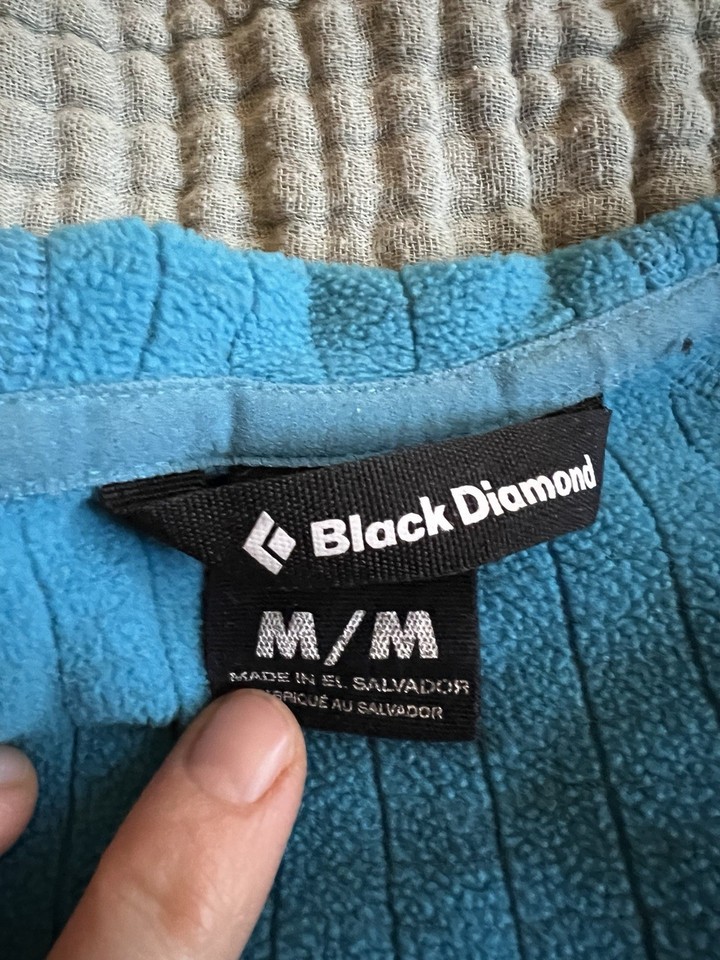 Black Diamond
M/M
MADE IN EL SALVADOR
AU SALVADOR